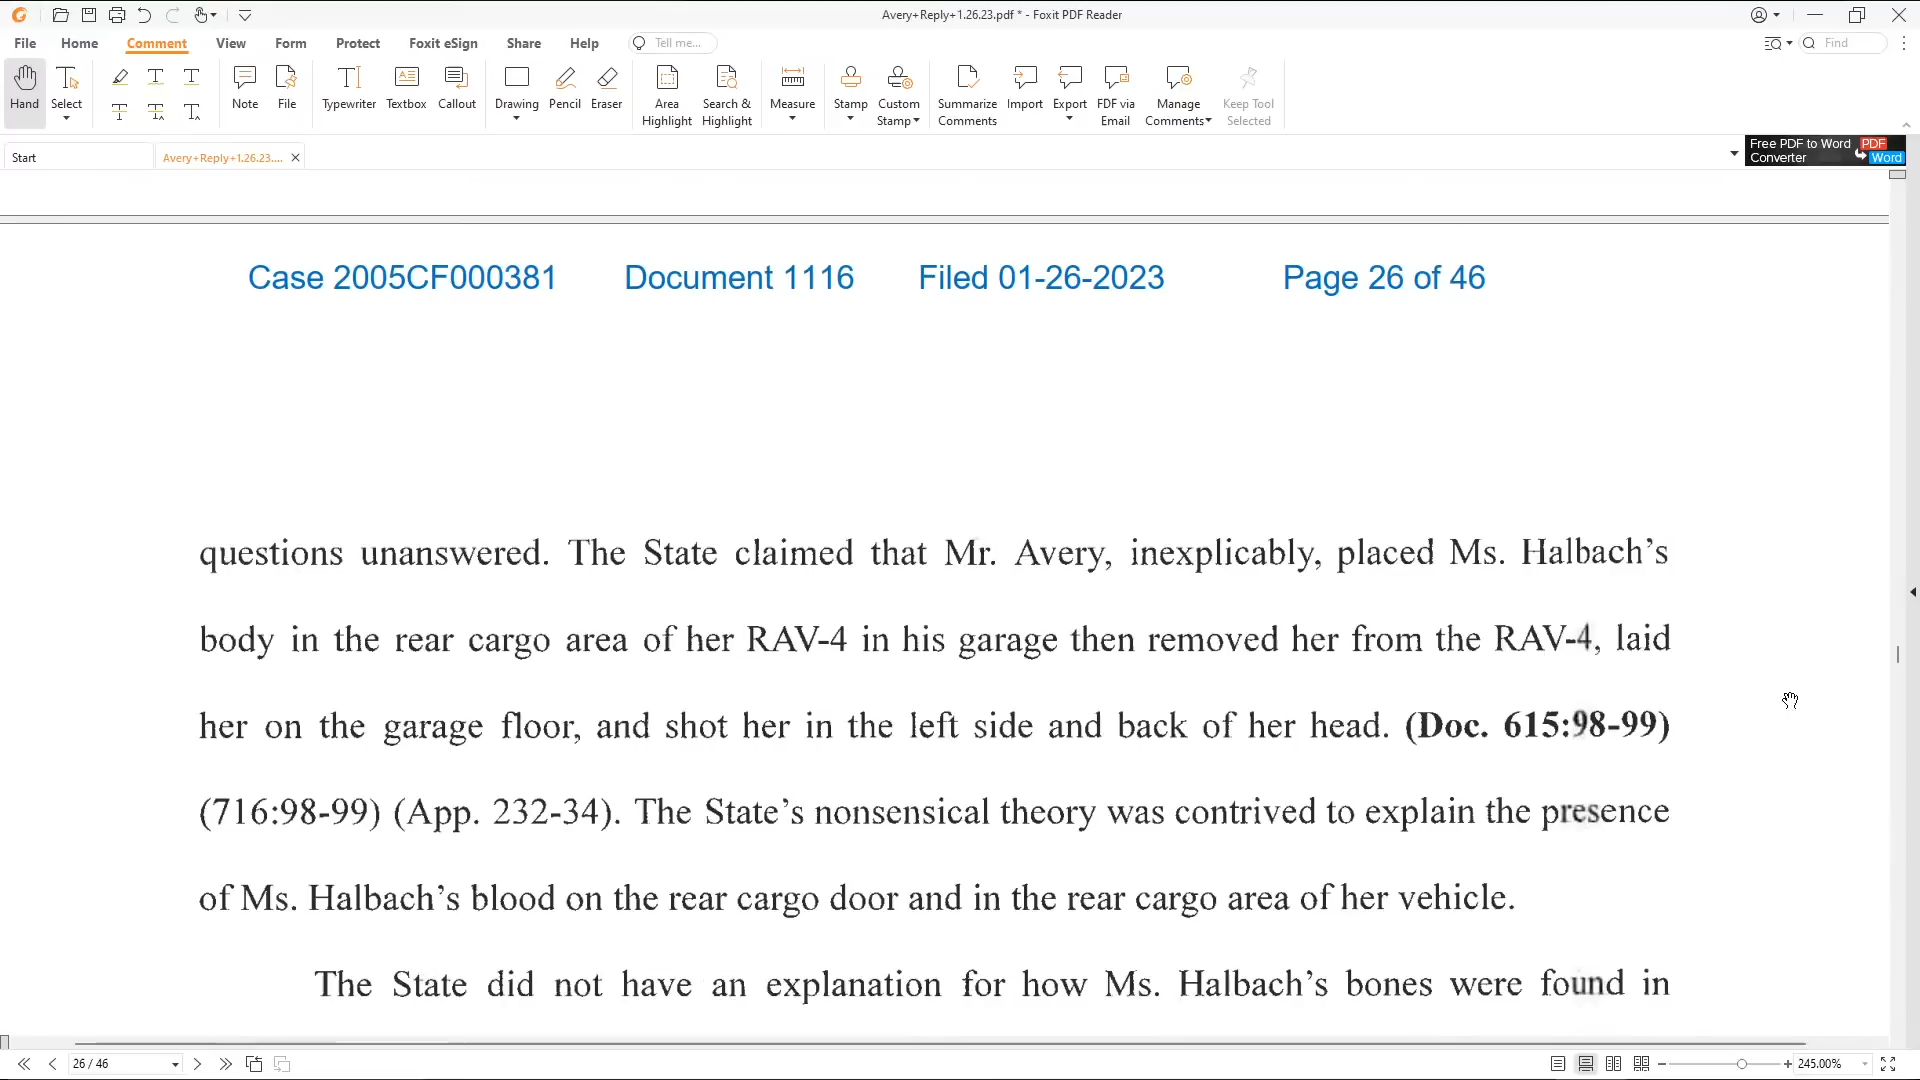 Avery+Reply+1.26.23.pdf * - Foxit PDF Reader
File Home Comment View Form Protect Foxit eSign Share Help Tell me... Find
Hand Select Note File Typewriter Textbox Callout Drawing Pencil Eraser Area Highlight Search & Highlight Measure Stamp Custom Stamp Summarize Comments Import Export FDF via Email Manage Comments Keep Tool Selected
Start Avery+Reply+1.26.23.... Free PDF to Word Converter PDF Word
Case 2005CF000381 Document 1116 Filed 01-26-2023 Page 26 of 46
questions unanswered. The State claimed that Mr. Avery, inexplicably, placed Ms. Halbach’s
body in the rear cargo area of her RAV-4 in his garage then removed her from the RAV-4, laid
her on the garage floor, and shot her in the left side and back of her head. (Doc. 615:98-99)
(716:98-99) (App. 232-34). The State’s nonsensical theory was contrived to explain the presence
of Ms. Halbach’s blood on the rear cargo door and in the rear cargo area of her vehicle.
The State did not have an explanation for how Ms. Halbach’s bones were found in
26 / 46 245.00%